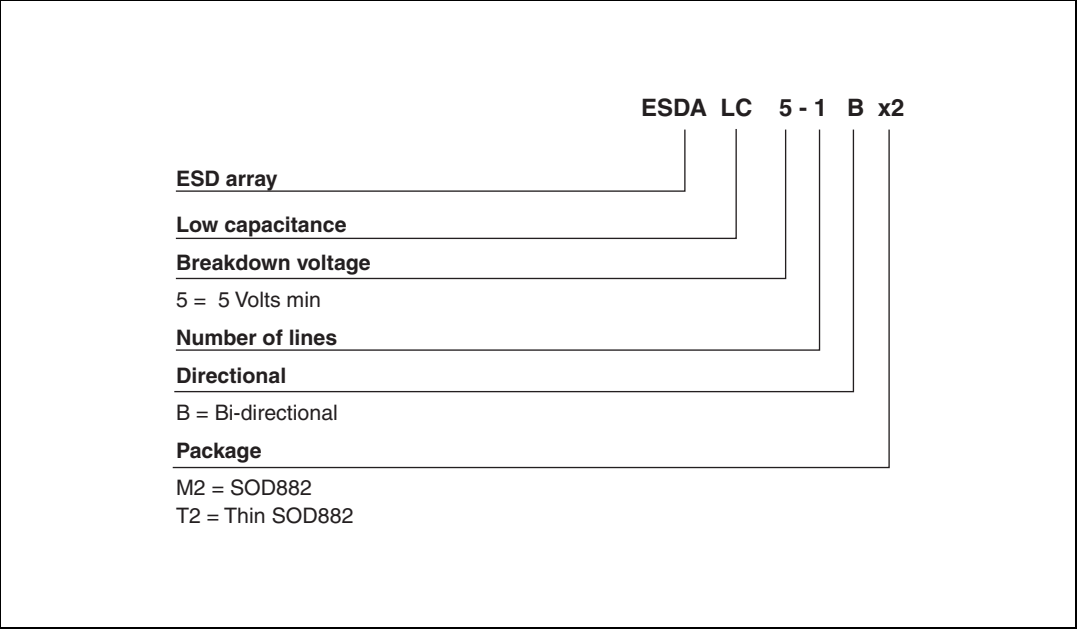 ESDA LC 5 - 1 B x2
ESD array
Low capacitance
Breakdown voltage
5 = 5 Volts min
Number of lines
Directional
B = Bi-directional
Package
M2 = SOD882
T2 = Thin SOD882